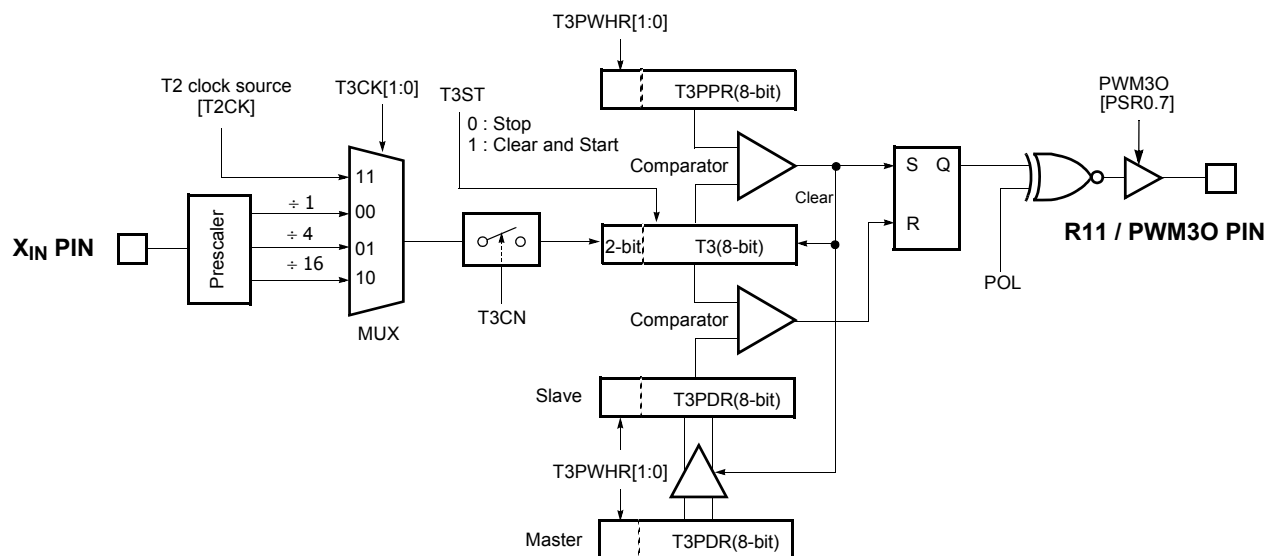 T3PWHR[1:0]
T2 clock source
[T2CK]
T3CK[1:0]
T3ST
0 : Stop
1 : Clear and Start
T3PPR(8-bit)
PWM3O
[PSR0.7]
Comparator
Clear
S Q
R
11
00
01
10
÷ 1
÷ 4
÷ 16
XIN PIN
Prescaler
MUX
T3CN
2-bit
T3(8-bit)
POL
R11 / PWM3O PIN
Comparator
Slave
T3PDR(8-bit)
T3PWHR[1:0]
Master
T3PDR(8-bit)